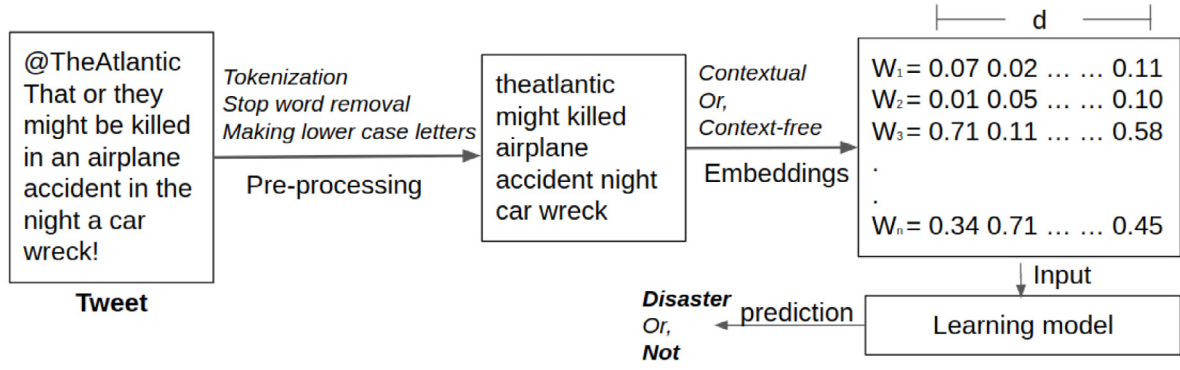 @TheAtlantic
That or they
might be killed
in an airplane
accident in the
night a car
wreck!
Tweet
Tokenization
Stop word removal
Making lower case letters
Pre-processing
theatlantic
might killed
airplane
accident night
car wreck
Contextual
Or,
Context-free
Embeddings
d
W₁ = 0.07 0.02 … … 0.11
W₂ = 0.01 0.05 … … 0.10
W₃ = 0.71 0.11 … … 0.58
.
.
Wₙ = 0.34 0.71 … … 0.45
Input
Learning model
prediction
Disaster
Or,
Not